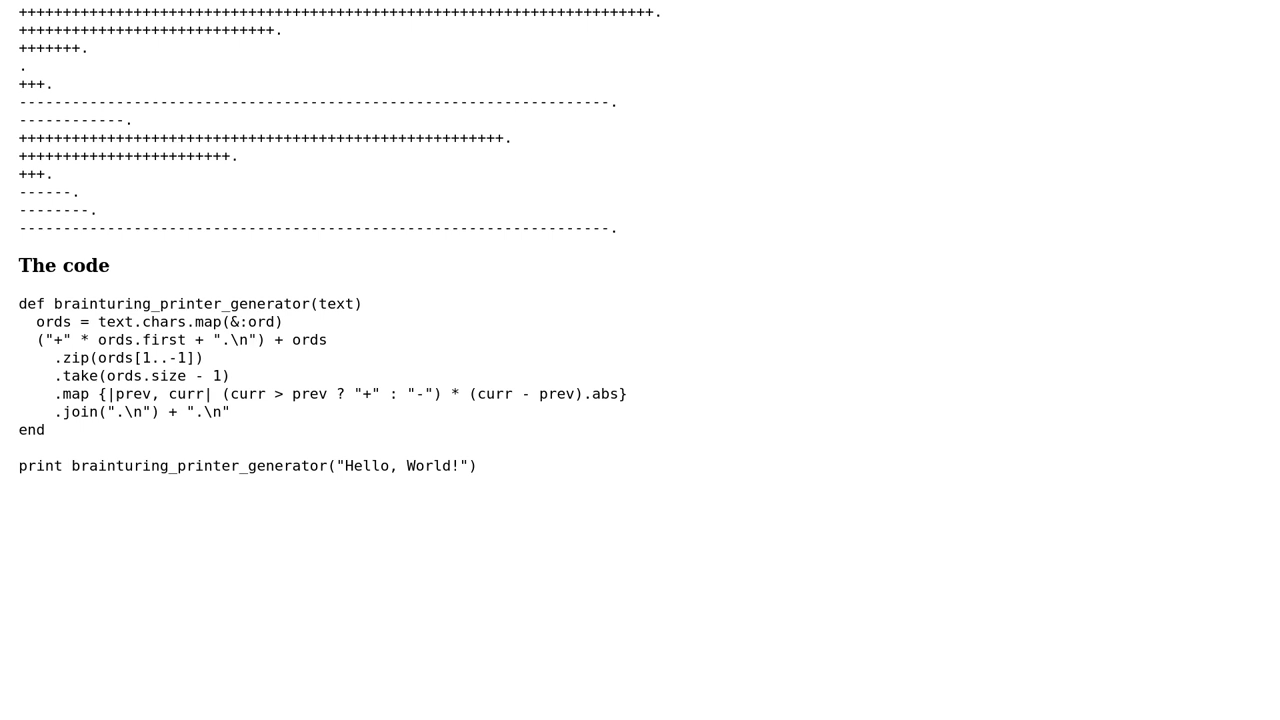 ++++++++++++++++++++++++++++++++++++++++++++++++++++++++++++++++++++++++.
+++++++++++++++++++++++++++++.
+++++++.
.
+++.
-------------------------------------------------------------------.
------------.
+++++++++++++++++++++++++++++++++++++++++++++++++++++++.
++++++++++++++++++++++++.
+++.
------.
--------.
-------------------------------------------------------------------.
The code
def brainturing_printer_generator(text)
  ords = text.chars.map(&:ord)
  ("+" * ords.first + ".\n") + ords
    .zip(ords[1..-1])
    .take(ords.size - 1)
    .map {|prev, curr| (curr > prev ? "+" : "-") * (curr - prev).abs}
    .join(".\n") + ".\n"
end
print brainturing_printer_generator("Hello, World!")